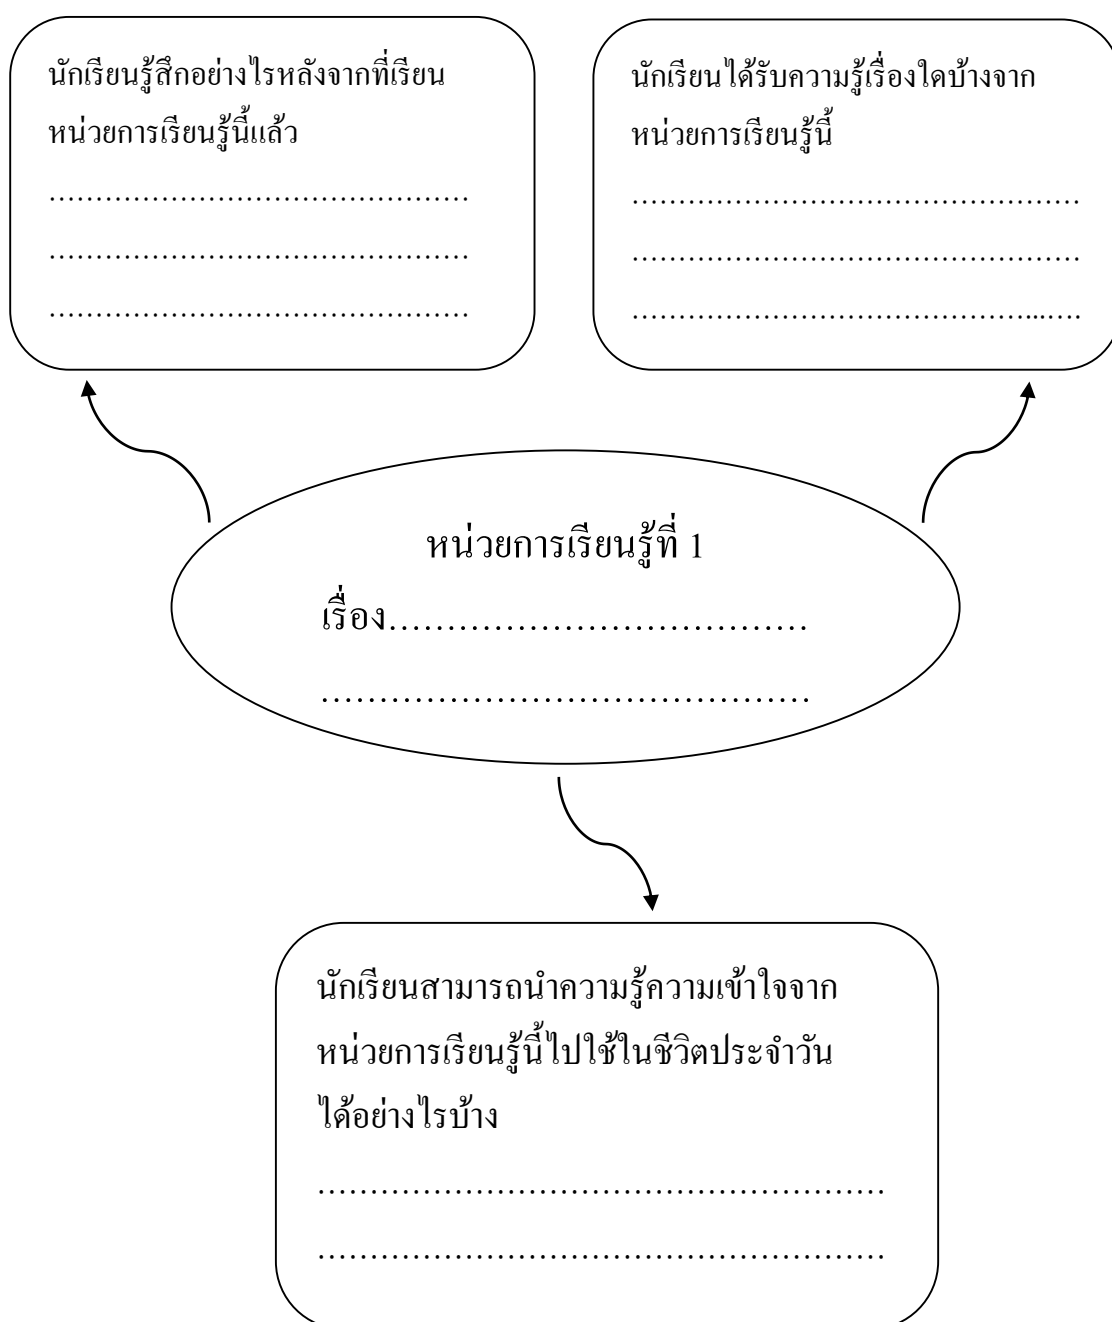 นักเรียนรู้สึกอย่างไรหลังจากที่เรียน
หน่วยการเรียนรู้นี้แล้ว
………………………………………
………………………………………
………………………………………
นักเรียนได้รับความรู้เรื่องใดบ้างจาก
หน่วยการเรียนรู้นี้
…………………………………………
…………………………………………
……………………………………...….
หน่วยการเรียนรู้ที่ 1
เรื่อง………………………………
……………………………………
นักเรียนสามารถนำความรู้ความเข้าใจจาก
หน่วยการเรียนรู้นี้ไปใช้ในชีวิตประจำวัน
ได้อย่างไรบ้าง
………………………………………………
………………………………………………